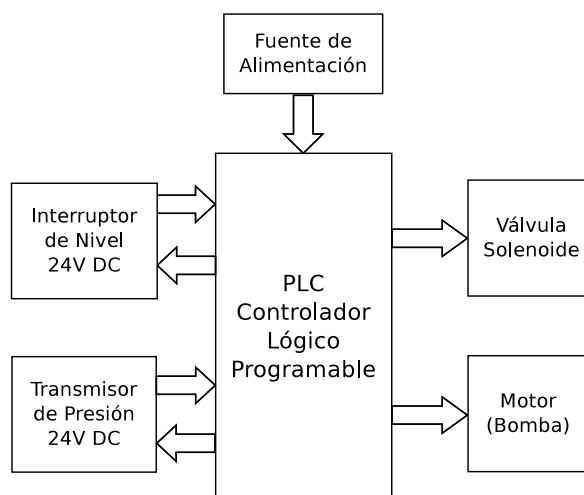 Fuente de
Alimentación
Interruptor
de Nivel
24V DC
PLC
Controlador
Lógico
Programable
Válvula
Solenoide
Transmisor
de Presión
24V DC
Motor
(Bomba)